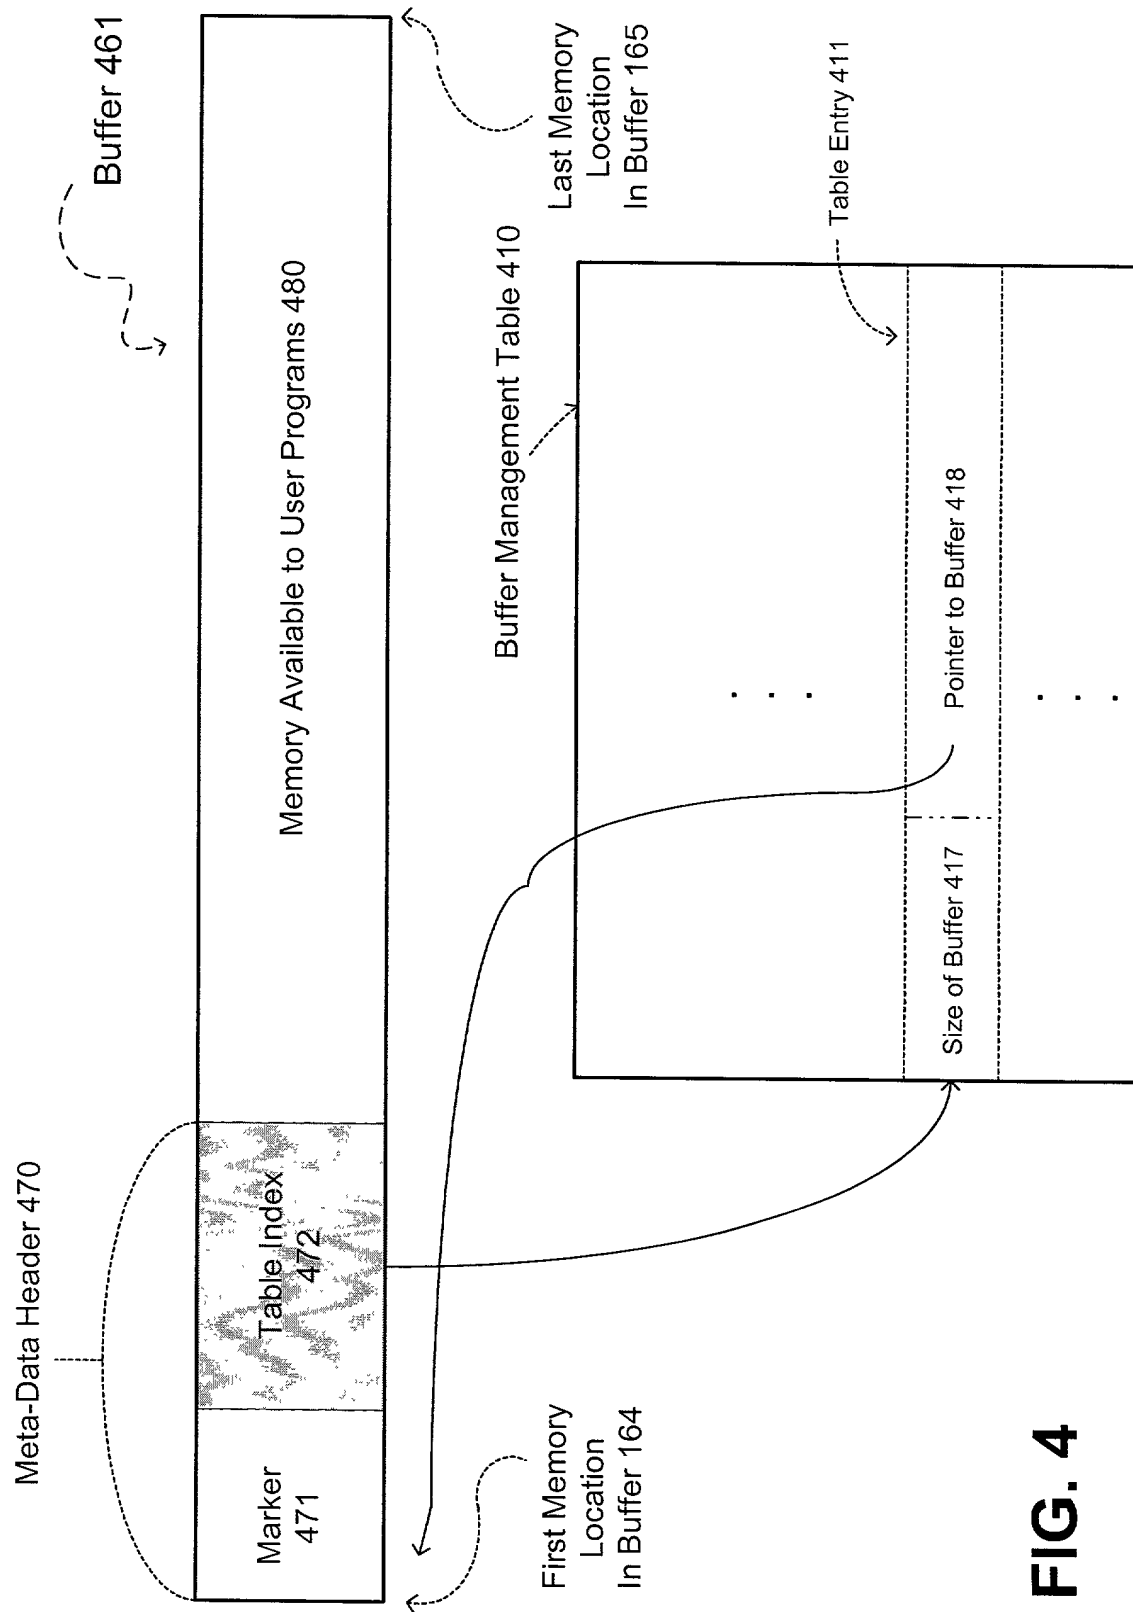 Meta-Data Header 470
Buffer 461
Marker
471
Table Index
472
Memory Available to User Programs 480
First Memory
Location
In Buffer 164
Last Memory
Location
In Buffer 165
Buffer Management Table 410
. . .
Table Entry 411
Size of Buffer 417
Pointer to Buffer 418
. . .
FIG. 4